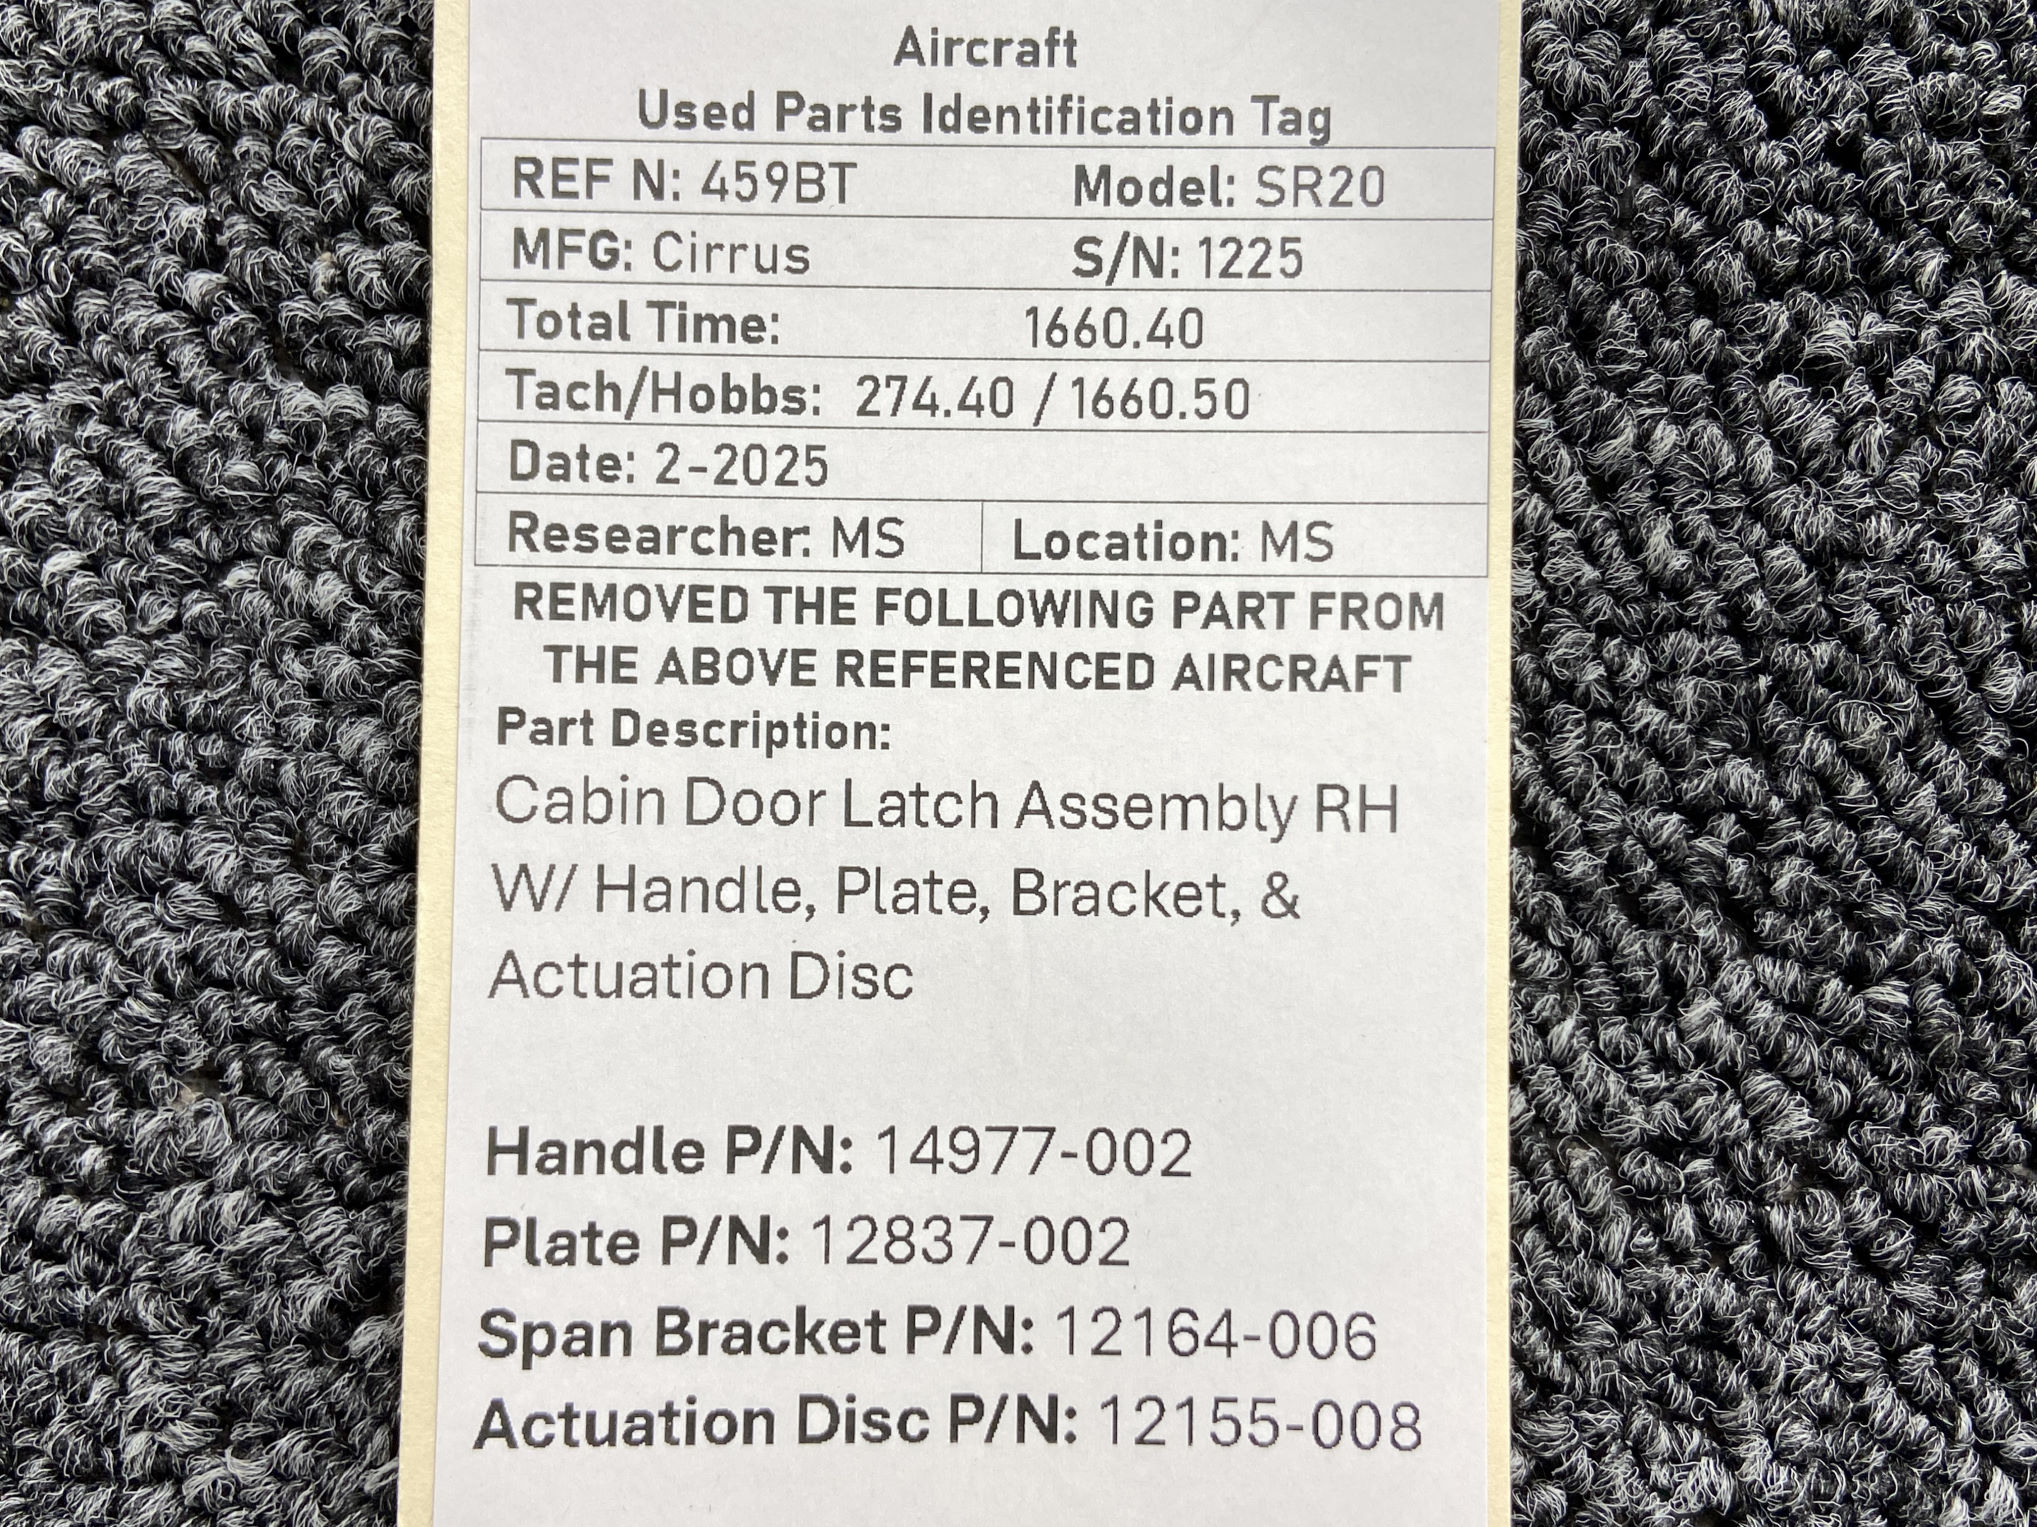 Aircraft
Used Parts Identification Tag
REF N: 459BT Model: SR20
MFG: Cirrus S/N: 1225
Total Time: 1660.40
Tach/Hobbs: 274.40 / 1660.50
Date: 2-2025
Researcher: MS Location: MS
REMOVED THE FOLLOWING PART FROM
THE ABOVE REFERENCED AIRCRAFT
Part Description:
Cabin Door Latch Assembly RH
W/ Handle, Plate, Bracket, &
Actuation Disc
Handle P/N: 14977-002
Plate P/N: 12837-002
Span Bracket P/N: 12164-006
Actuation Disc P/N: 12155-008